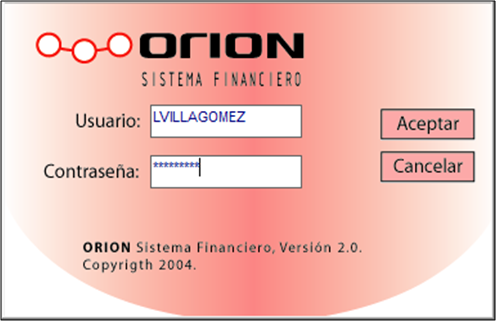 ORION
SISTEMA FINANCIERO
Usuario: LVILLAGOMEZ
Aceptar
Contraseña: *********
Cancelar
ORION Sistema Financiero, Versión 2.0.
Copyrigth 2004.